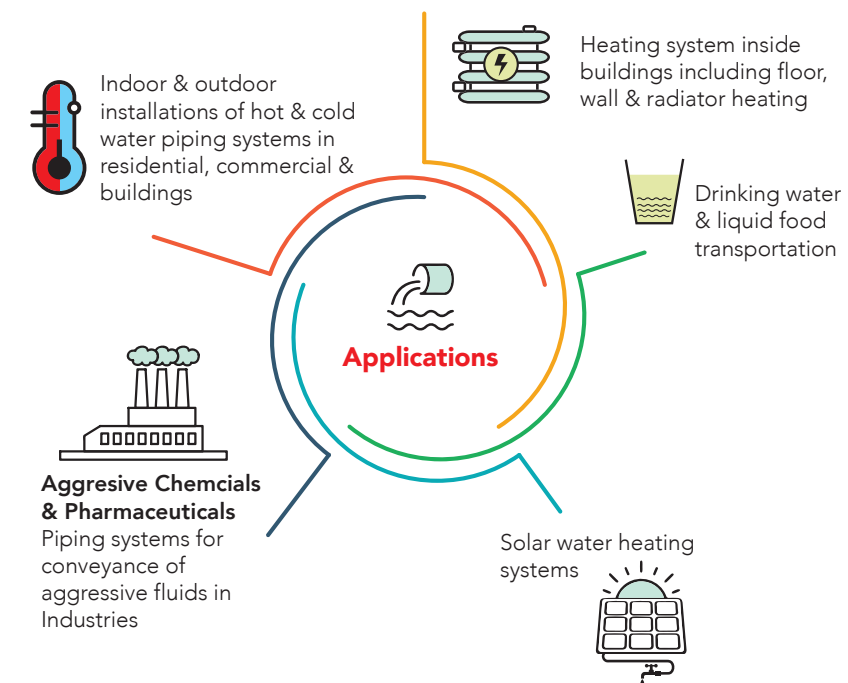 Indoor & outdoor
installations of hot & cold
water piping systems in
residential, commercial &
buildings
Heating system inside
buildings including floor,
wall & radiator heating
Drinking water
& liquid food
transportation
Applications
Aggresive Chemcials
& Pharmaceuticals
Piping systems for
conveyance of
aggressive fluids in
Industries
Solar water heating
systems